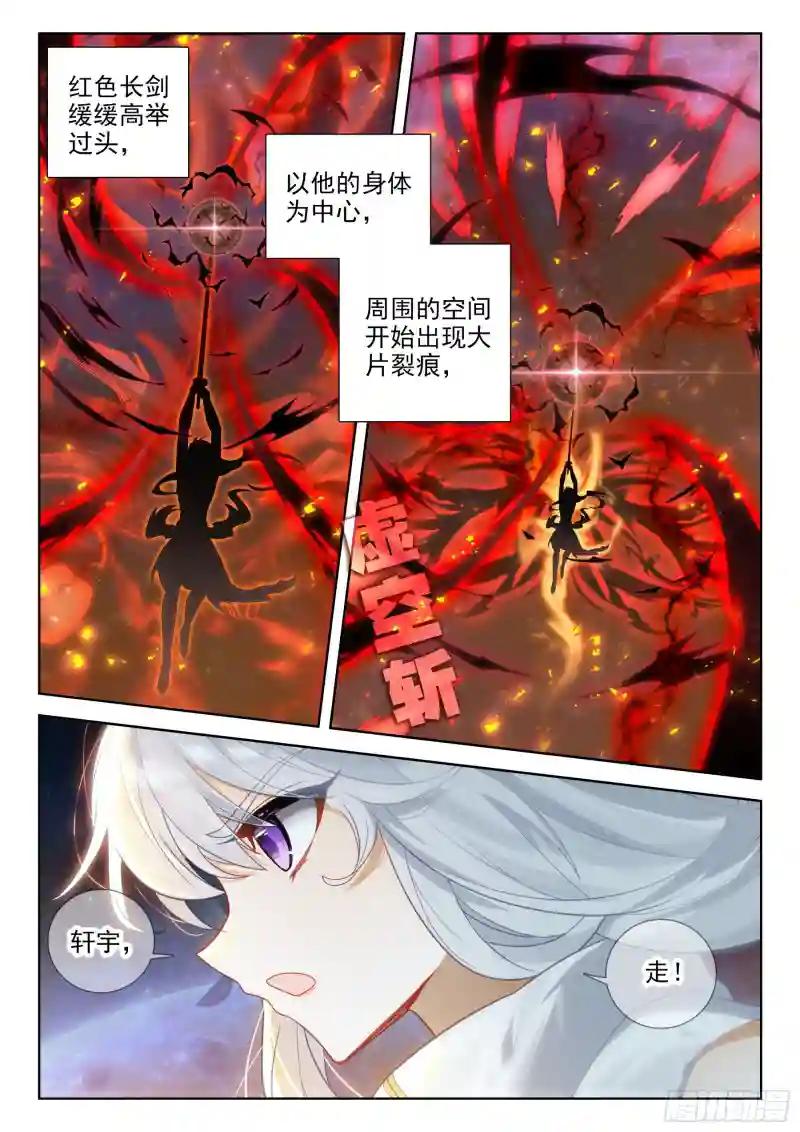 红色长剑
缓缓高举
过头，
以他的身体
为中心，
周围的空间
开始出现大
片裂痕，
虚空斩
轩宇，
走！